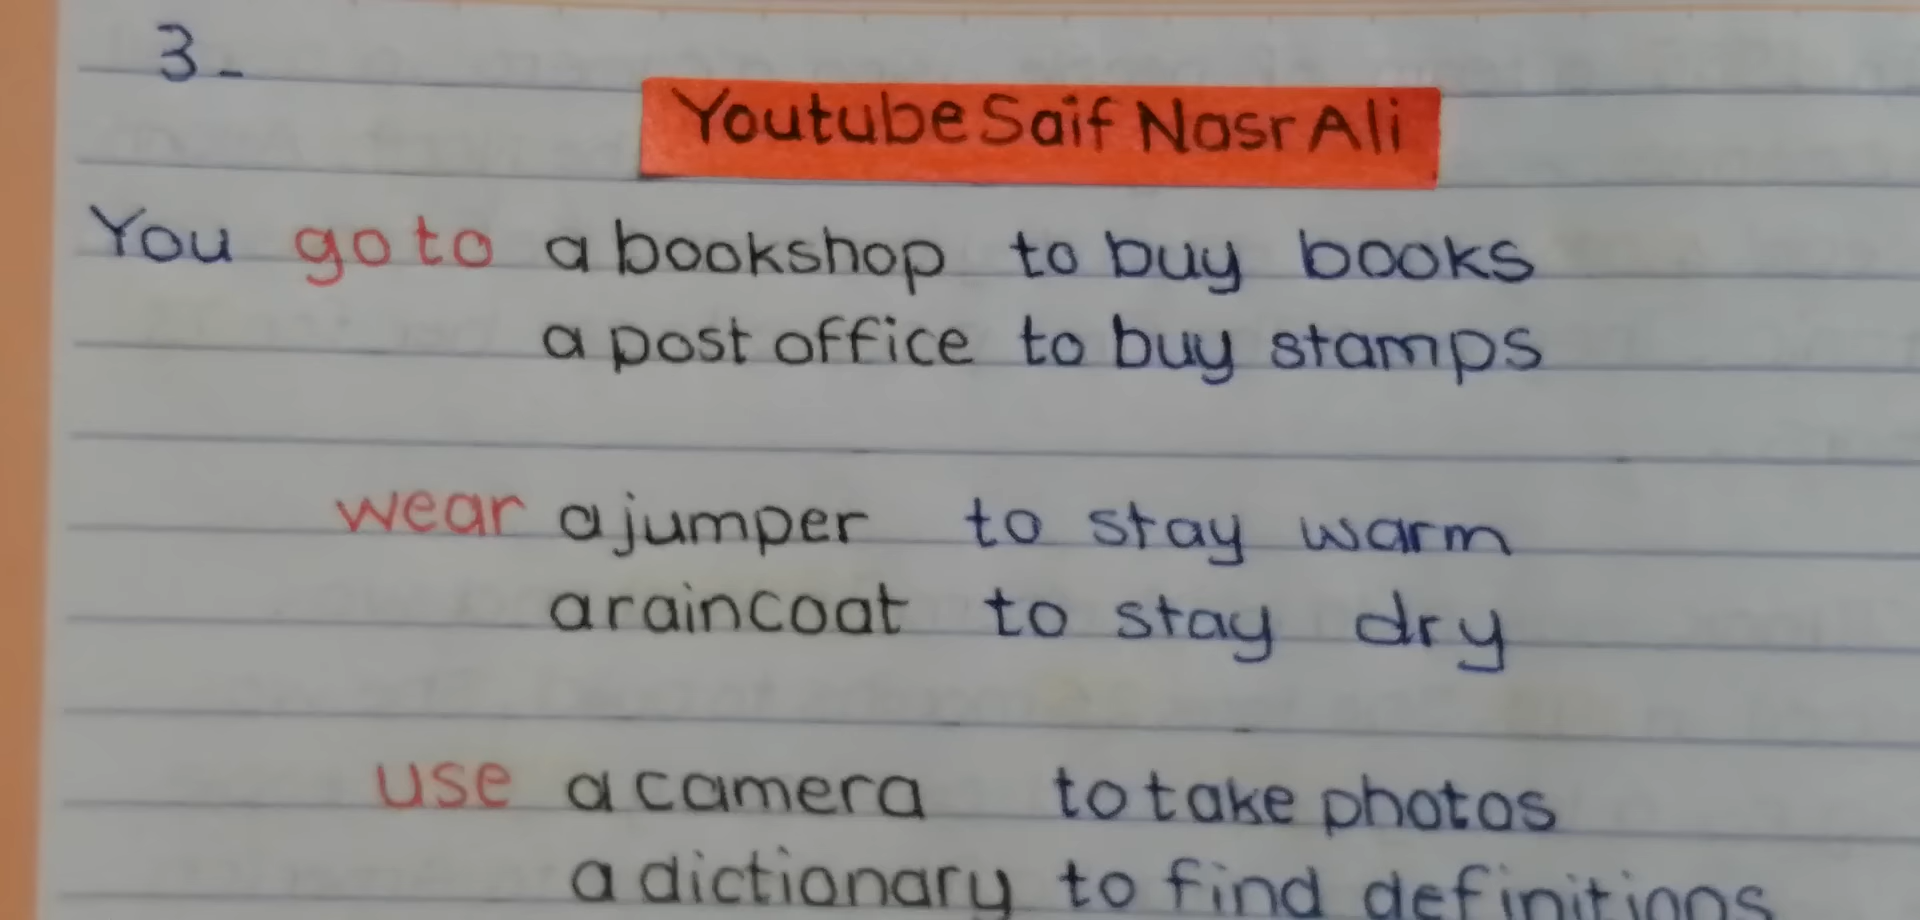 3-
Youtube Saif Nasr Ali
You go to a bookshop to buy books
a post office to buy stamps
wear a jumper to stay warm
a raincoat to stay dry
use a camera to take photos
a dictionary to find definitions